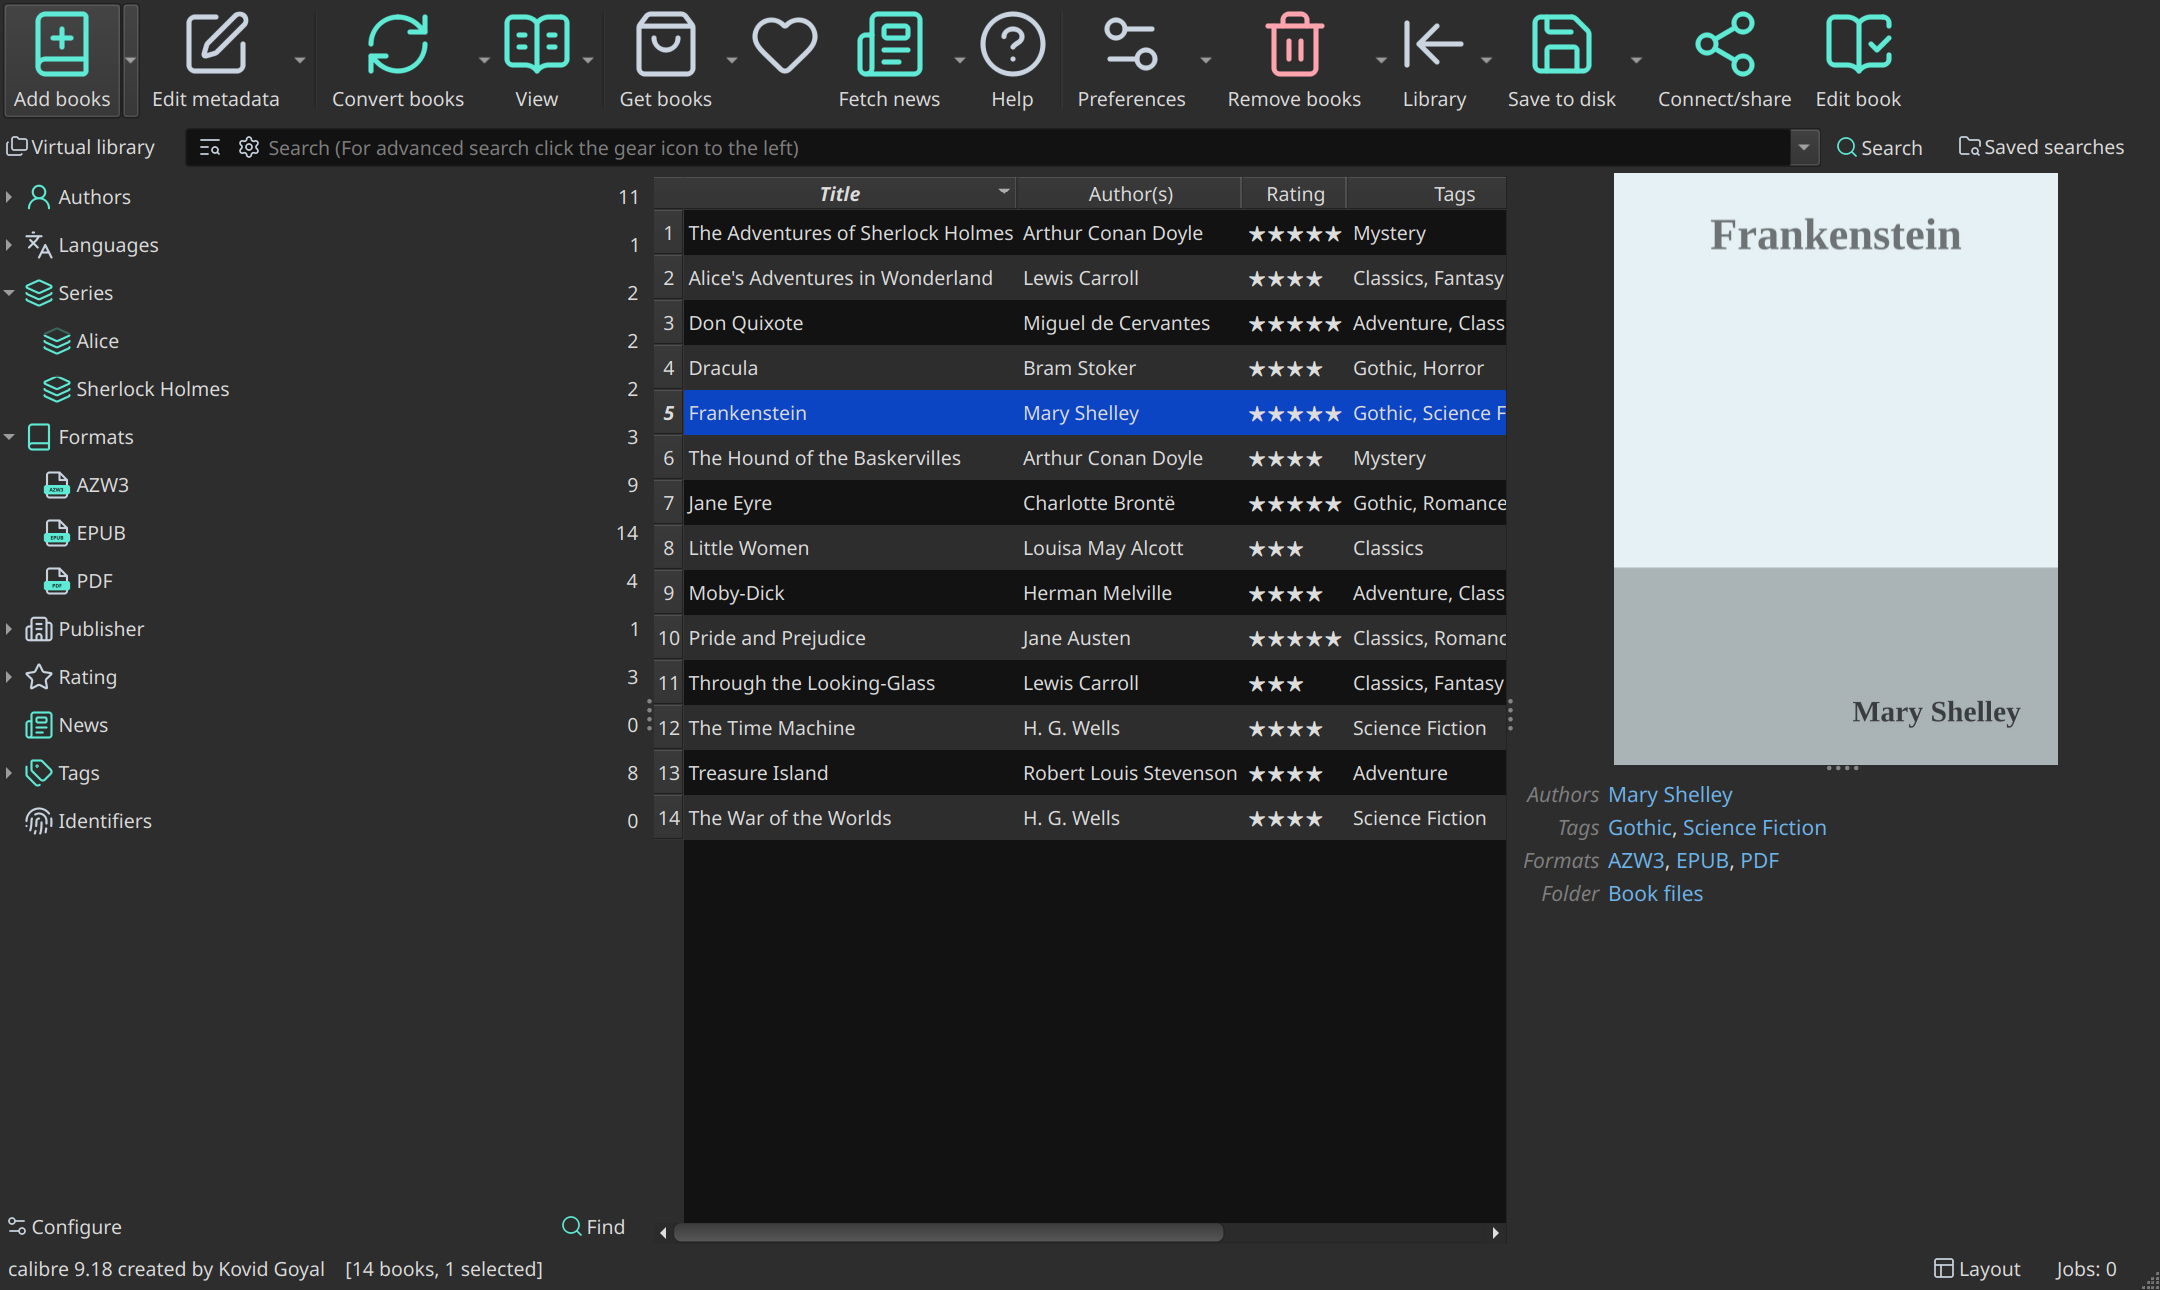 Add books Edit metadata Convert books View Get books Fetch news Help Preferences Remove books Library Save to disk Connect/share Edit book
Virtual library Search (For advanced search click the gear icon to the left) Search Saved searches
Authors 11
Languages 1
Series 2
Alice 2
Sherlock Holmes 2
Formats 3
AZW3 9
EPUB 14
PDF 4
Publisher 1
Rating 3
News 0
Tags 8
Identifiers 0
Configure Find
Title Author(s) Rating Tags
1 The Adventures of Sherlock Holmes Arthur Conan Doyle ★★★★★ Mystery
2 Alice's Adventures in Wonderland Lewis Carroll ★★★★ Classics, Fantasy
3 Don Quixote Miguel de Cervantes ★★★★★ Adventure, Class
4 Dracula Bram Stoker ★★★★ Gothic, Horror
5 Frankenstein Mary Shelley ★★★★★ Gothic, Science F
6 The Hound of the Baskervilles Arthur Conan Doyle ★★★★ Mystery
7 Jane Eyre Charlotte Brontë ★★★★★ Gothic, Romance
8 Little Women Louisa May Alcott ★★★ Classics
9 Moby-Dick Herman Melville ★★★★ Adventure, Class
10 Pride and Prejudice Jane Austen ★★★★★ Classics, Romanc
11 Through the Looking-Glass Lewis Carroll ★★★ Classics, Fantasy
12 The Time Machine H. G. Wells ★★★★ Science Fiction
13 Treasure Island Robert Louis Stevenson ★★★★ Adventure
14 The War of the Worlds H. G. Wells ★★★★ Science Fiction
Frankenstein
Mary Shelley
Authors Mary Shelley
Tags Gothic, Science Fiction
Formats AZW3, EPUB, PDF
Folder Book files
calibre 9.18 created by Kovid Goyal [14 books, 1 selected] Layout Jobs: 0